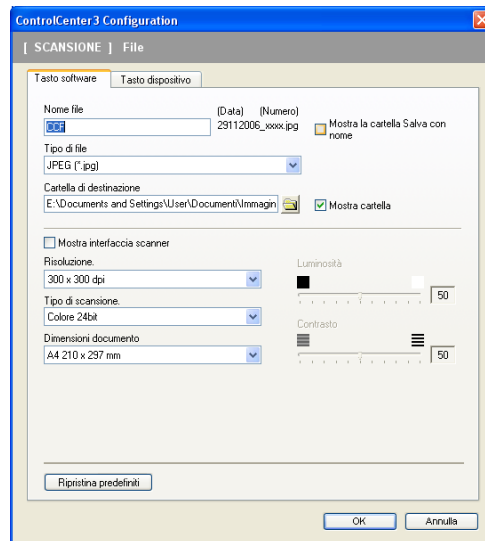 ControlCenter3 Configuration
[ SCANSIONE ] File
Tasto software Tasto dispositivo
Nome file (Data) (Numero)
CCF 29112006_xxxx.jpg Mostra la cartella Salva con nome
Tipo di file
JPEG (*.jpg)
Cartella di destinazione
E:\Documents and Settings\User\Documenti\Immagin Mostra cartella
Mostra interfaccia scanner
Risoluzione. Luminosità
300 x 300 dpi 50
Tipo di scansione.
Colore 24bit Contrasto
Dimensioni documento
A4 210 x 297 mm 50
Ripristina predefiniti
OK Annulla